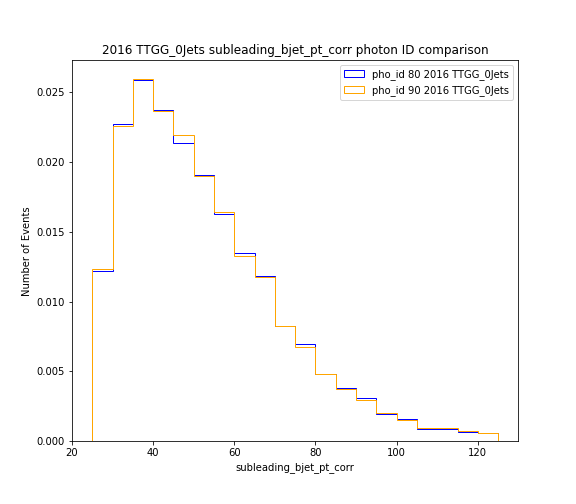 2016 TTGG_0Jets subleading_bjet_pt_corr photon ID comparison
pho_id 80 2016 TTGG_0Jets
pho_id 90 2016 TTGG_0Jets
Number of Events
0.025
0.020
0.015
0.010
0.005
0.000
20 40 60 80 100 120
subleading_bjet_pt_corr